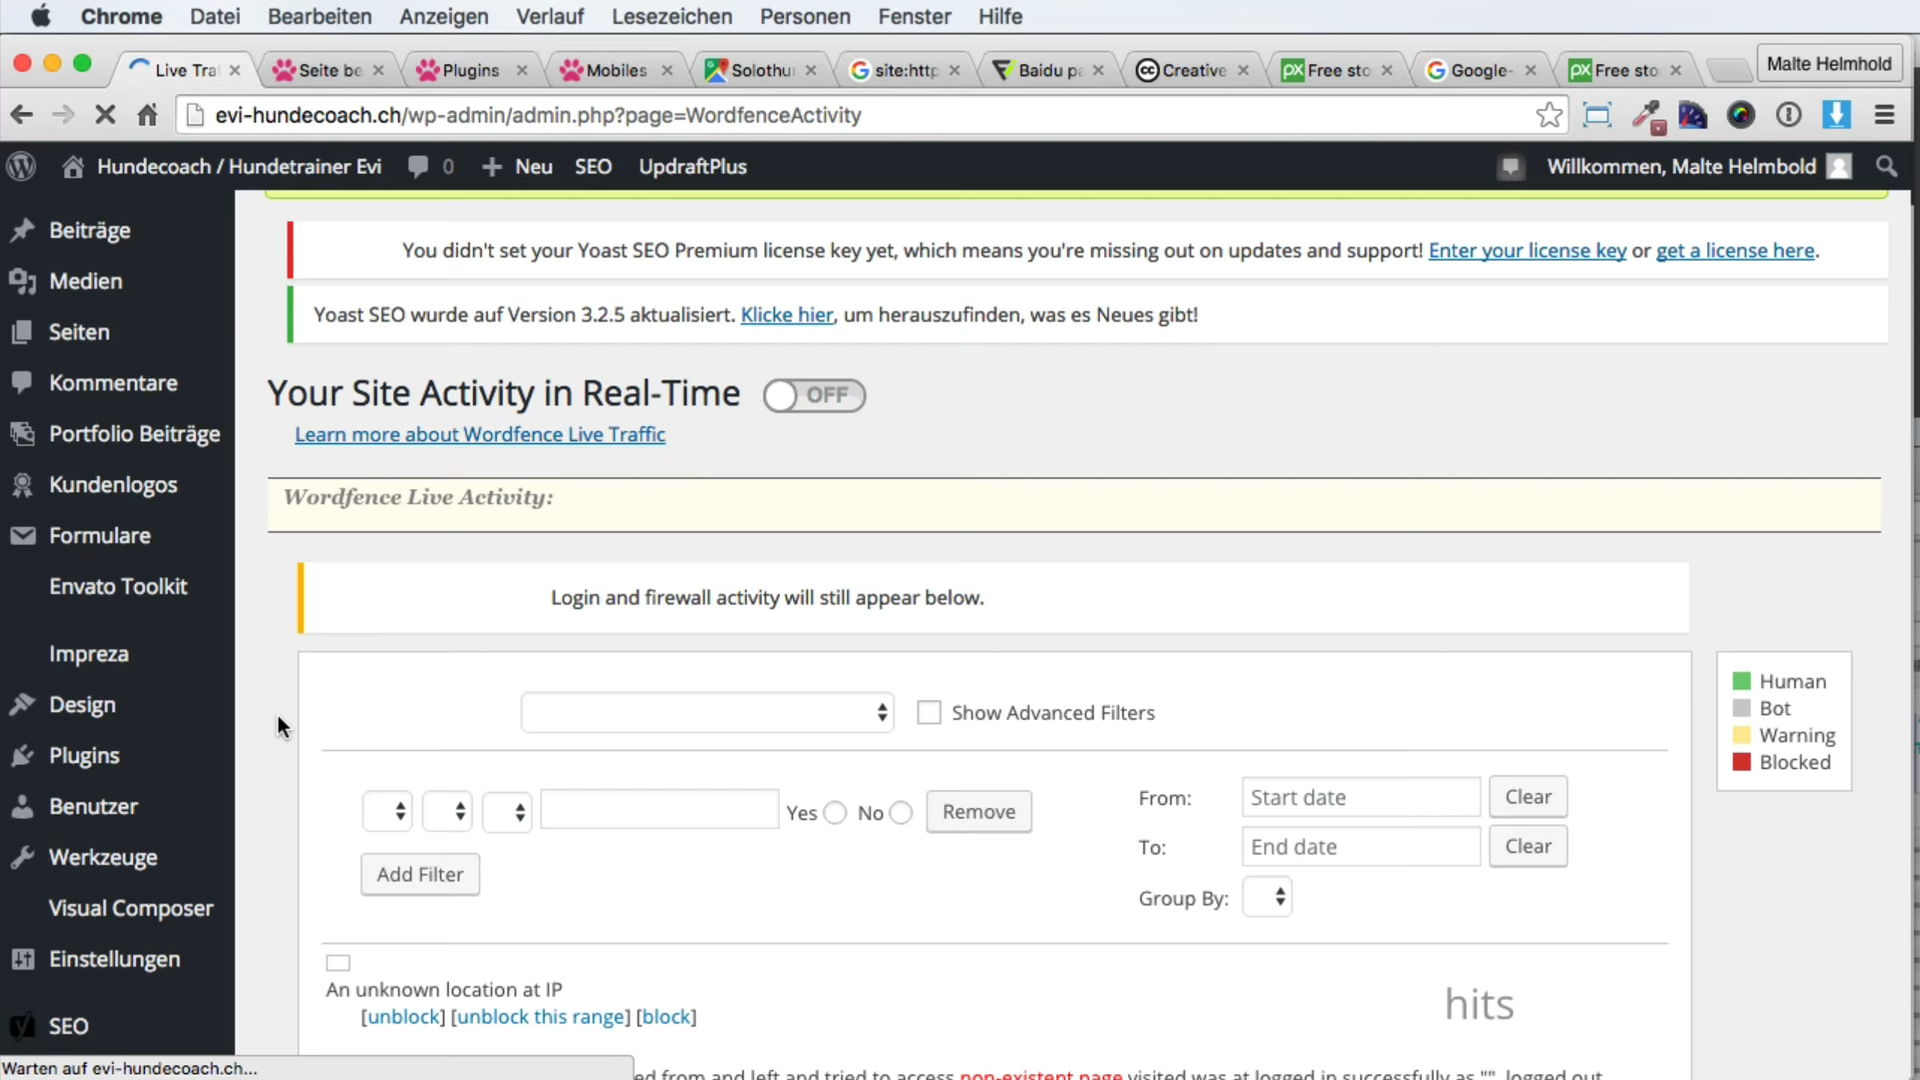 Chrome Datei Bearbeiten Anzeigen Verlauf Lesezeichen Personen Fenster Hilfe
Live Tra Seite be Plugins Mobiles Solothu site:http Baidu pa Creative Free sto Google- Free sto Malte Helmhold
evi-hundecoach.ch/wp-admin/admin.php?page=WordfenceActivity
Hundecoach / Hundetrainer Evi 0 Neu SEO UpdraftPlus Willkommen, Malte Helmbold
Beiträge
Medien
Seiten
Kommentare
Portfolio Beiträge
Kundenlogos
Formulare
Envato Toolkit
Impreza
Design
Plugins
Benutzer
Werkzeuge
Visual Composer
Einstellungen
SEO
You didn't set your Yoast SEO Premium license key yet, which means you're missing out on updates and support! Enter your license key or get a license here.
Yoast SEO wurde auf Version 3.2.5 aktualisiert. Klicke hier, um herauszufinden, was es Neues gibt!
Your Site Activity in Real-Time OFF
Learn more about Wordfence Live Traffic
Wordfence Live Activity:
Login and firewall activity will still appear below.
Show Advanced Filters
Human
Bot
Warning
Blocked
Yes No Remove
Add Filter
From: Start date Clear
To: End date Clear
Group By:
An unknown location at IP
[unblock] [unblock this range] [block]
hits
ed from and left and tried to access non-existent page visited was at logged in successfully as "". logged out
Warten auf evi-hundecoach.ch...